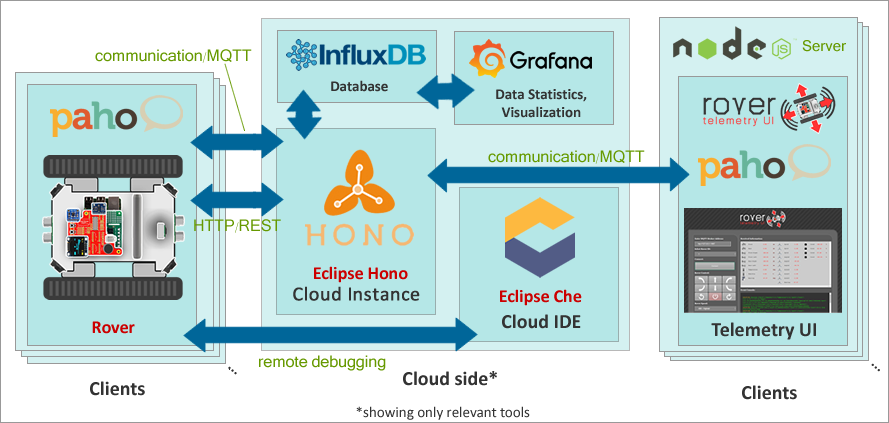 communication/MQTT
paho
HTTP/REST
Rover
Clients
...
InfluxDB
Database
Grafana
Data Statistics,
Visualization
HONO
Eclipse Hono
Cloud Instance
Eclipse Che
Cloud IDE
remote debugging
Cloud side*
*showing only relevant tools
communication/MQTT
node
JS
Server
rover
telemetry UI
paho
rover
Telemetry UI
Clients
...